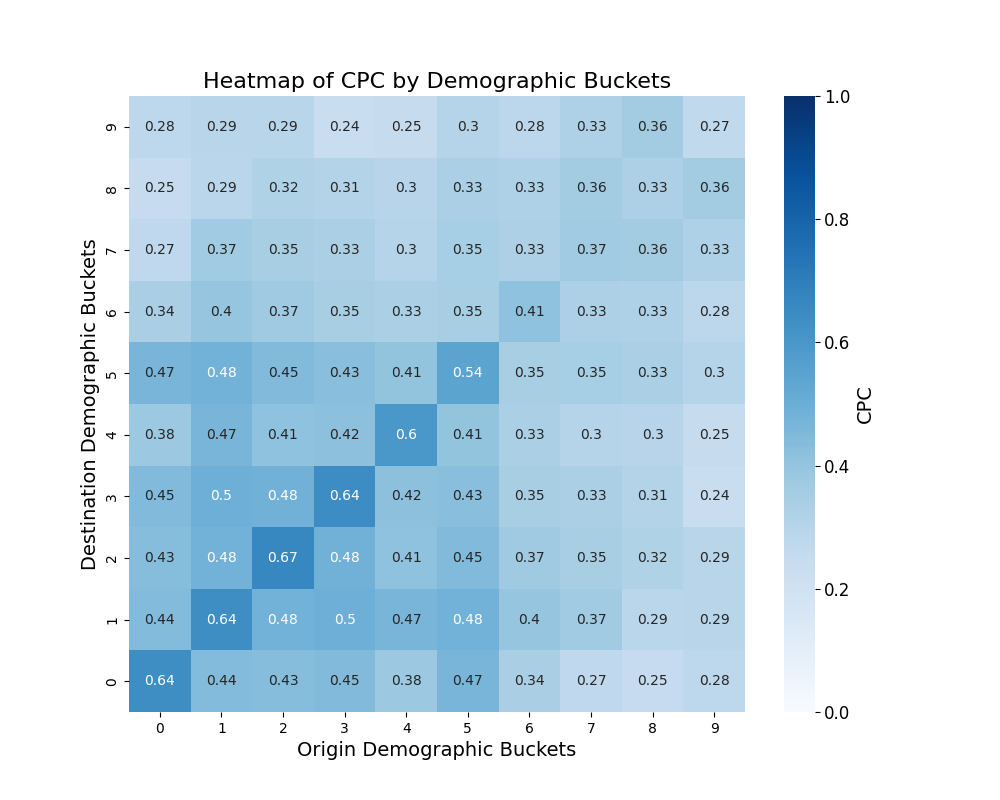 Heatmap of CPC by Demographic Buckets
9 0.28 0.29 0.29 0.24 0.25 0.3 0.28 0.33 0.36 0.27
8 0.25 0.29 0.32 0.31 0.3 0.33 0.33 0.36 0.33 0.36
7 0.27 0.37 0.35 0.33 0.3 0.35 0.33 0.37 0.36 0.33
6 0.34 0.4 0.37 0.35 0.33 0.35 0.41 0.33 0.33 0.28
5 0.47 0.48 0.45 0.43 0.41 0.54 0.35 0.35 0.33 0.3
4 0.38 0.47 0.41 0.42 0.6 0.41 0.33 0.3 0.3 0.25
3 0.45 0.5 0.48 0.64 0.42 0.43 0.35 0.33 0.31 0.24
2 0.43 0.48 0.67 0.48 0.41 0.45 0.37 0.35 0.32 0.29
1 0.44 0.64 0.48 0.5 0.47 0.48 0.4 0.37 0.29 0.29
0 0.64 0.44 0.43 0.45 0.38 0.47 0.34 0.27 0.25 0.28
0 1 2 3 4 5 6 7 8 9
Origin Demographic Buckets
Destination Demographic Buckets
1.0
0.8
0.6
0.4
0.2
0.0
CPC